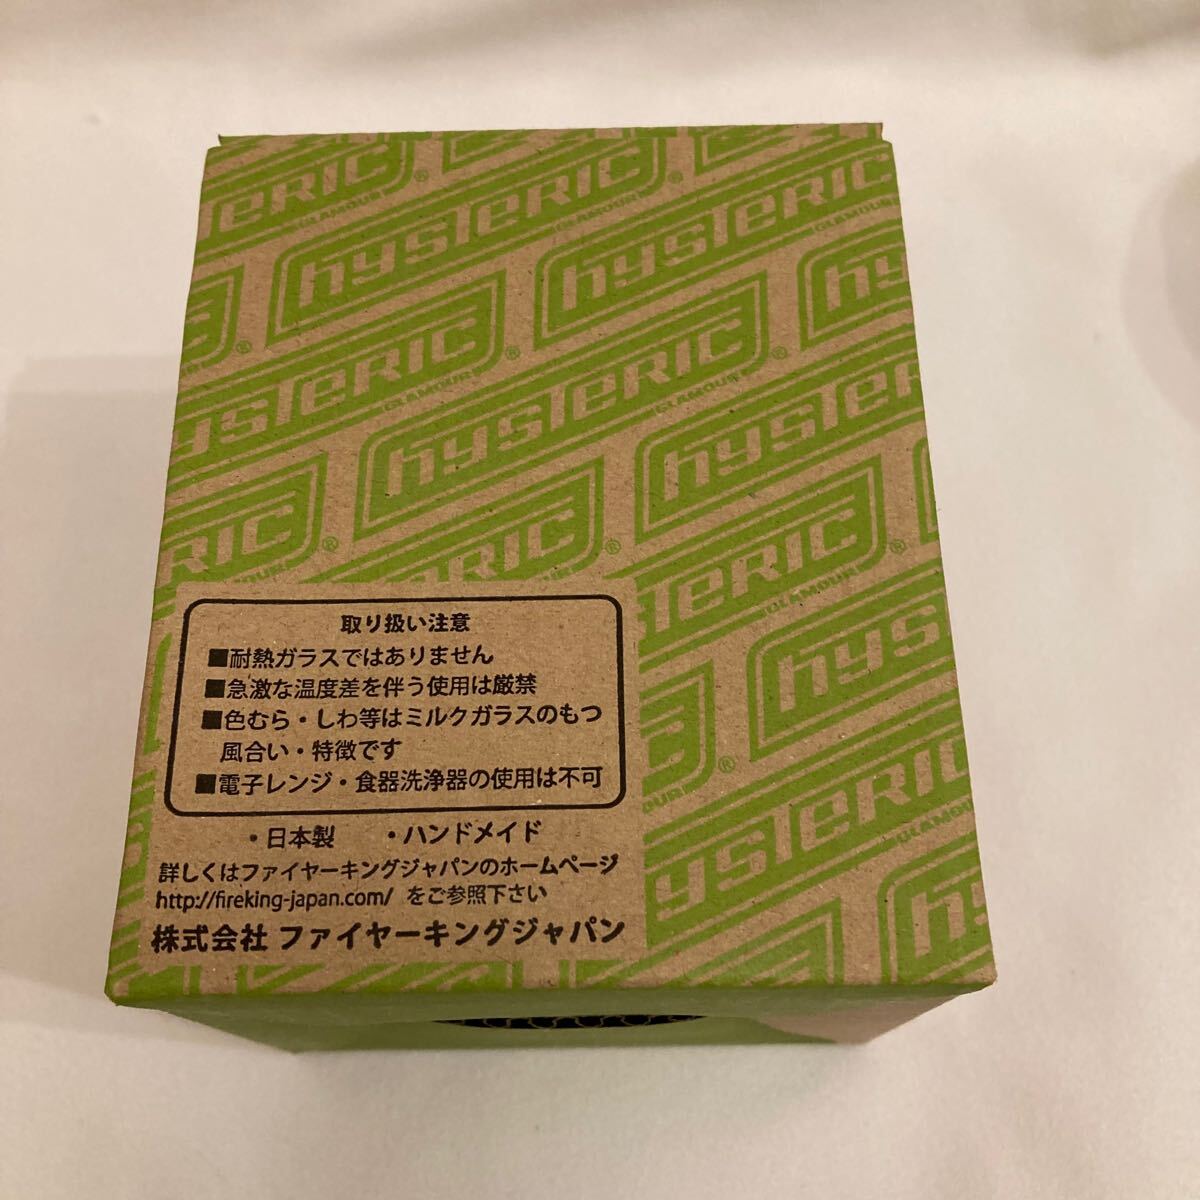 hysteric
GLAMOUR
®
取り扱い注意
■耐熱ガラスではありません
■急激な温度差を伴う使用は厳禁
■色むら・しわ等はミルクガラスのもつ
風合い・特徴です
■電子レンジ・食器洗浄器の使用は不可
・日本製 ・ハンドメイド
詳しくはファイヤーキングジャパンのホームページ
http://fireking-japan.com/ をご参照下さい
株式会社 ファイヤーキングジャパン